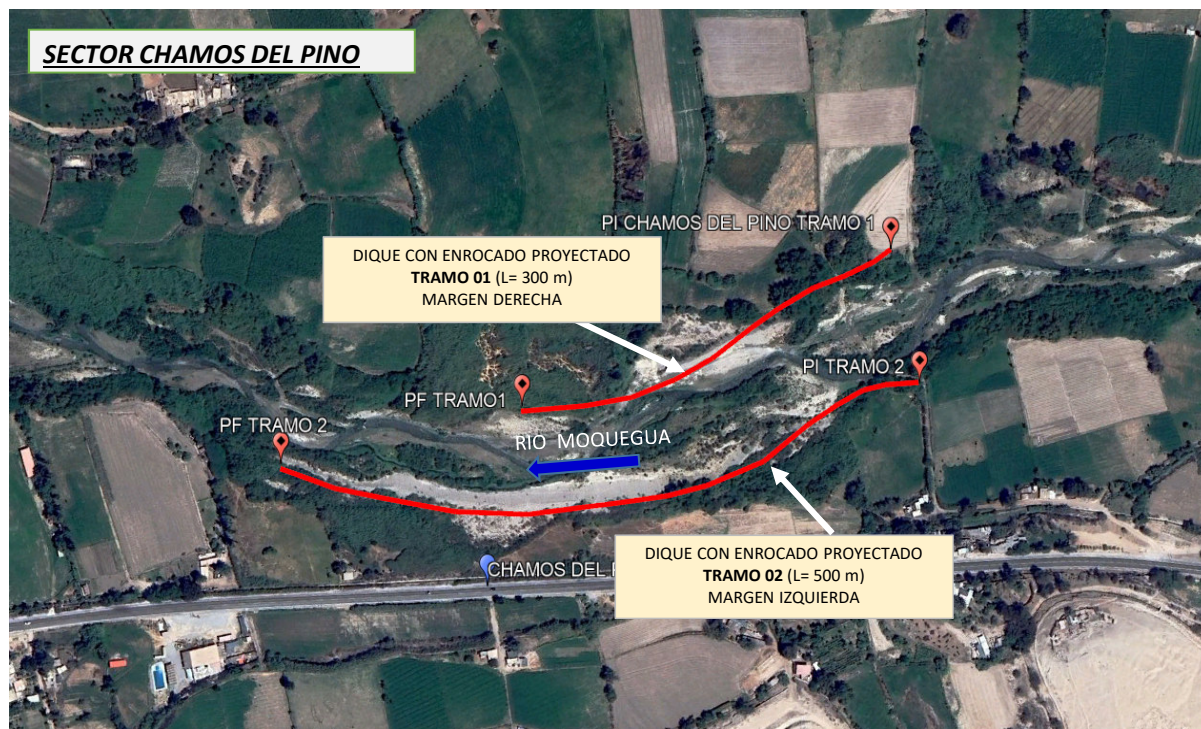 SECTOR CHAMOS DEL PINO
PI CHAMOS DEL PINO TRAMO 1
DIQUE CON ENROCADO PROYECTADO
TRAMO 01 (L= 300 m)
MARGEN DERECHA
PI TRAMO 2
PF TRAMO1
PF TRAMO 2
RIO MOQUEGUA
DIQUE CON ENROCADO PROYECTADO
TRAMO 02 (L= 500 m)
MARGEN IZQUIERDA
CHAMOS DEL